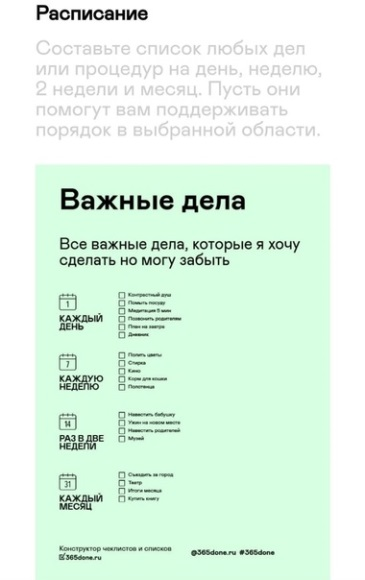 Расписание
Составьте список любых дел
или процедур на день, неделю,
2 недели и месяц. Пусть они
помогут вам поддерживать
порядок в выбранной области.
Важные дела
Все важные дела, которые я хочу
сделать но могу забыть
1
КАЖДЫЙ
ДЕНЬ
Контрастный душ
Помыть посуду
Медитация 5 мин
Позвонить родителям
План на завтра
Дневник
7
КАЖДУЮ
НЕДЕЛЮ
Полить цветы
Стирка
Кино
Корм для кошки
Полотенца
14
РАЗ В ДВЕ
НЕДЕЛИ
Навестить бабушку
Ужин на новом месте
Навестить родителей
Музей
31
КАЖДЫЙ
МЕСЯЦ
Съездить за город
Театр
Итоги месяца
Купить книгу
Конструктор чеклистов и списков
365done.ru
@365done.ru #365done